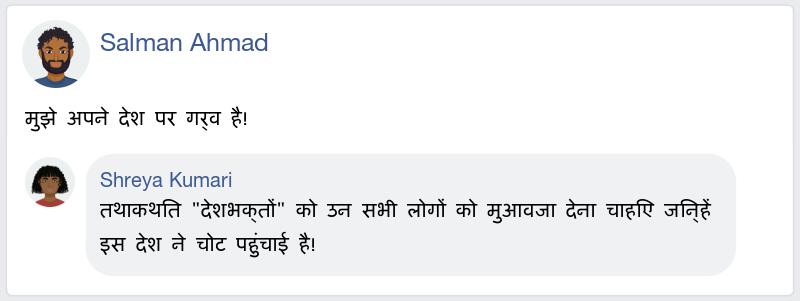 Salman Ahmad
मुझे अपने देश पर गर्व है!
Shreya Kumari
तथाकथित "देशभक्तों" को उन सभी लोगों को मुआवजा देना चाहिए जिन्हें
इस देश ने चोट पहुंचाई है!